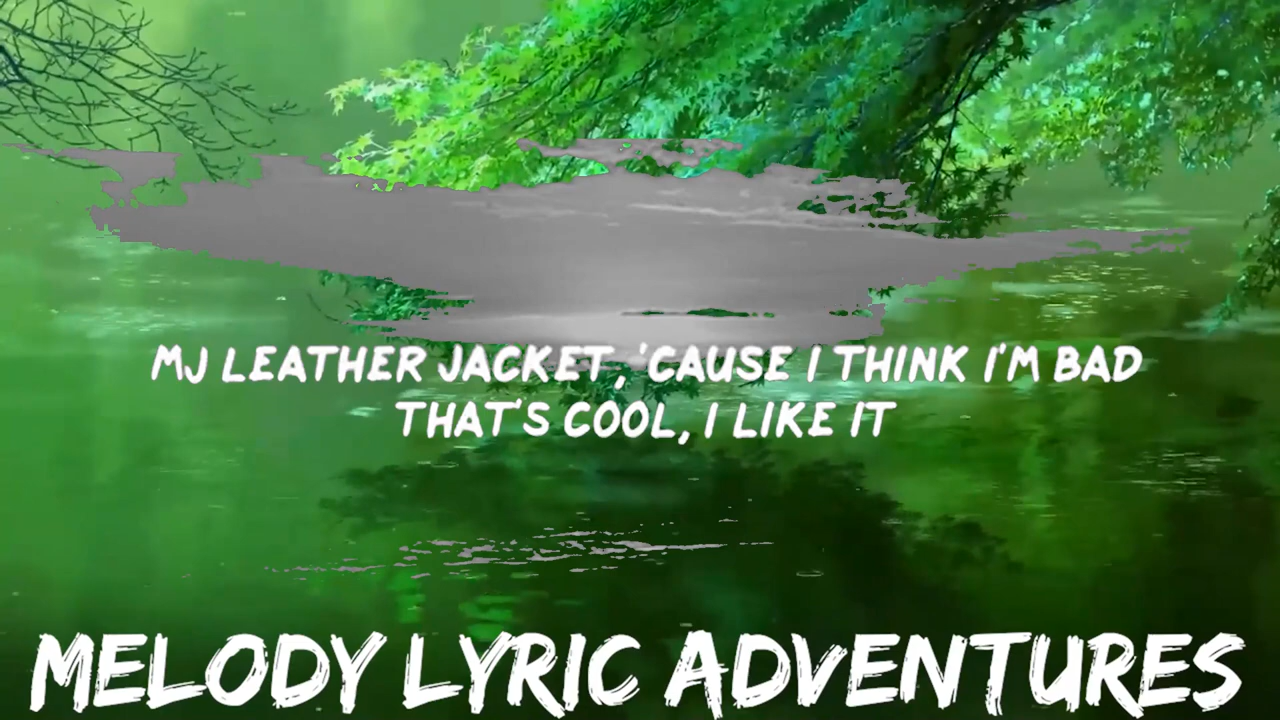 MJ LEATHER JACKET, 'CAUSE I THINK I'M BAD
THAT'S COOL, I LIKE IT
MELODY LYRIC ADVENTURES